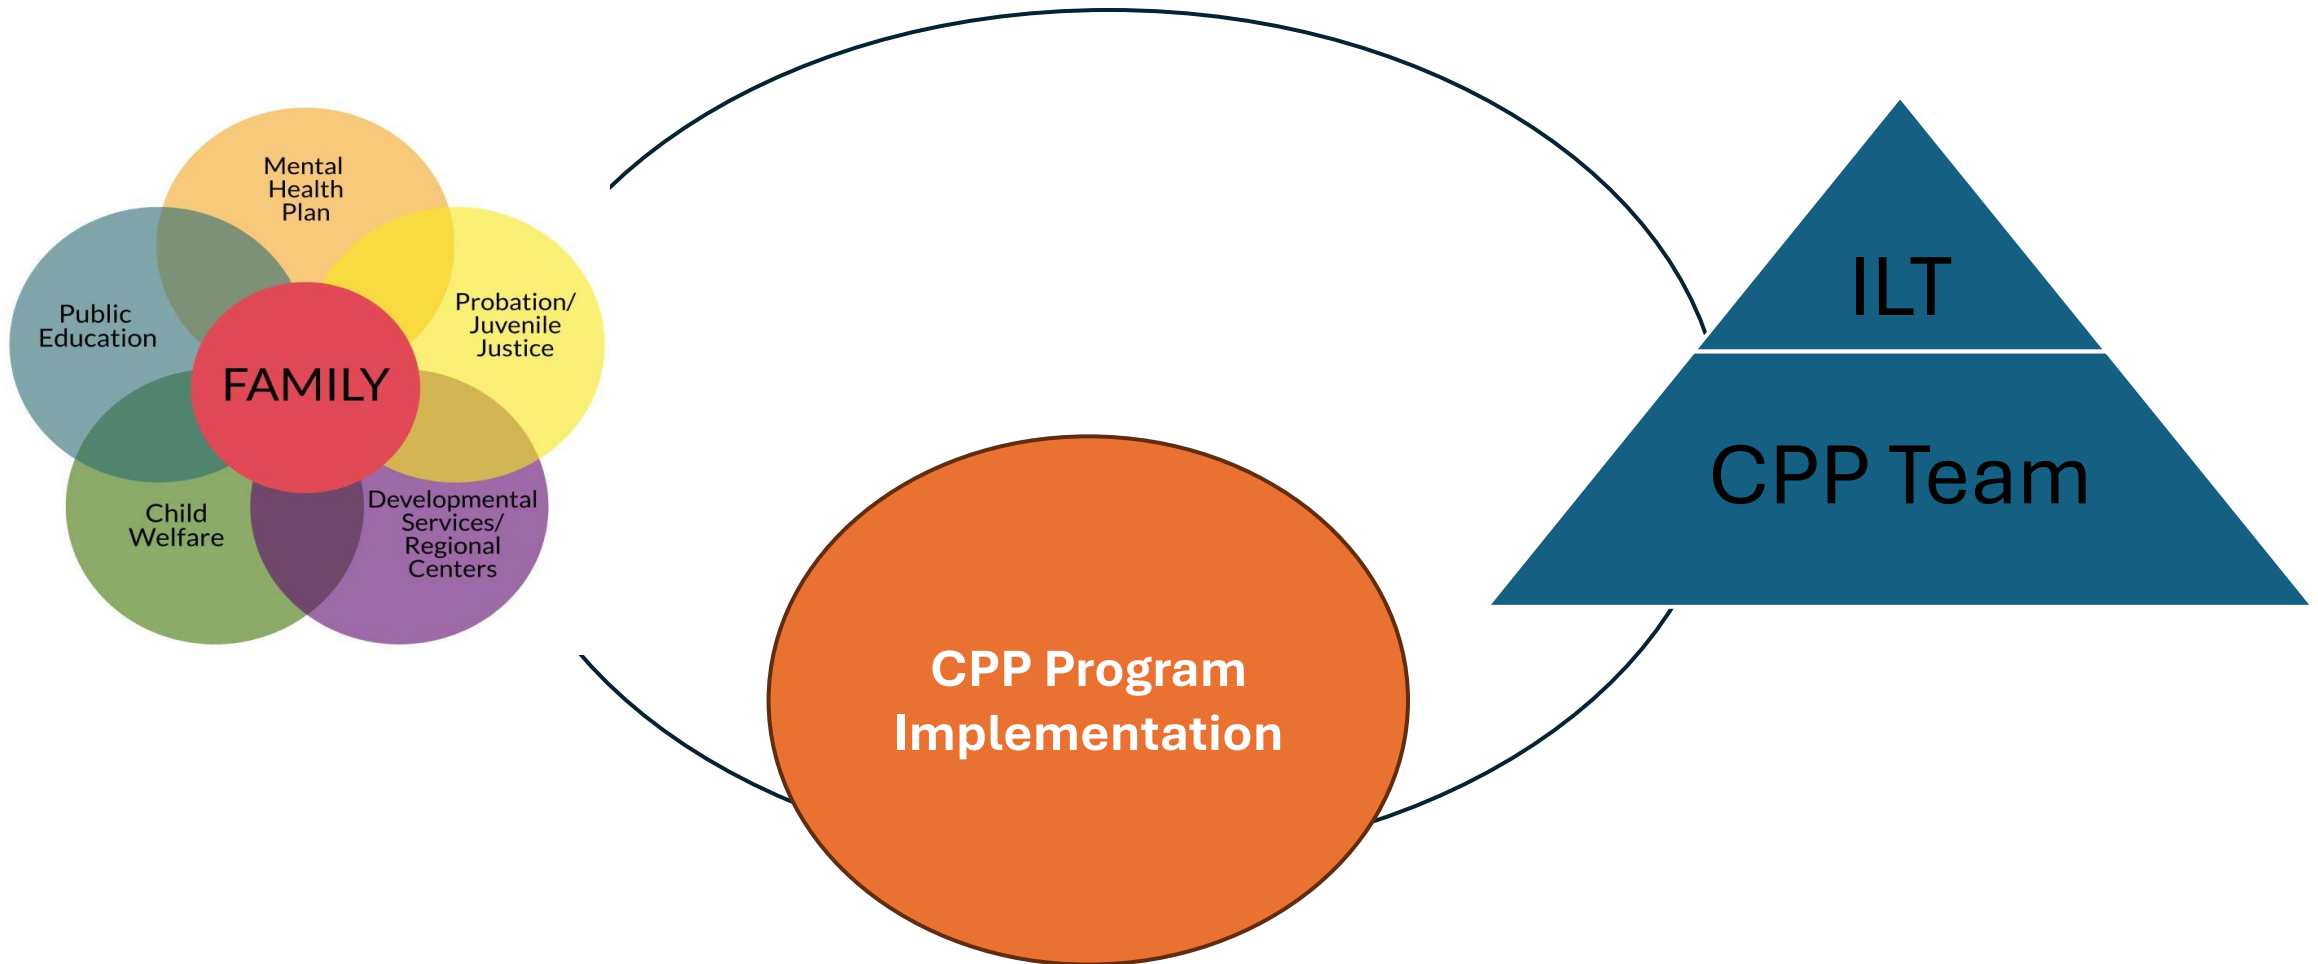 Mental
Health
Plan
Public
Education
Probation/
Juvenile
Justice
FAMILY
Child
Welfare
Developmental
Services/
Regional
Centers
CPP Program
Implementation
ILT
CPP Team